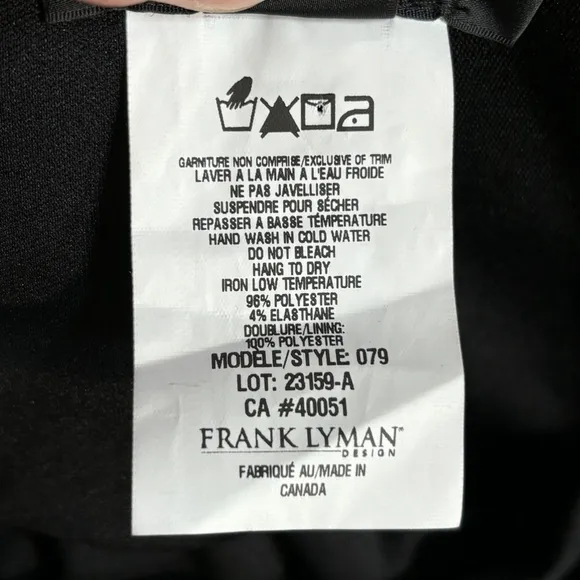 GARNITURE NON COMPRISE/EXCLUSIVE OF TRIM
LAVER A LA MAIN A L'EAU FROIDE
NE PAS JAVELLISER
SUSPENDRE POUR SÉCHER
REPASSER A BASSE TEMPÉRATURE
HAND WASH IN COLD WATER
DO NOT BLEACH
HANG TO DRY
IRON LOW TEMPERATURE
96% POLYESTER
4% ELASTHANE
DOUBLURE/LINING:
100% POLYESTER
MODÈLE/STYLE: 079
LOT: 23159-A
CA #40051
FRANK LYMAN
DESIGN
FABRIQUÉ AU/MADE IN
CANADA